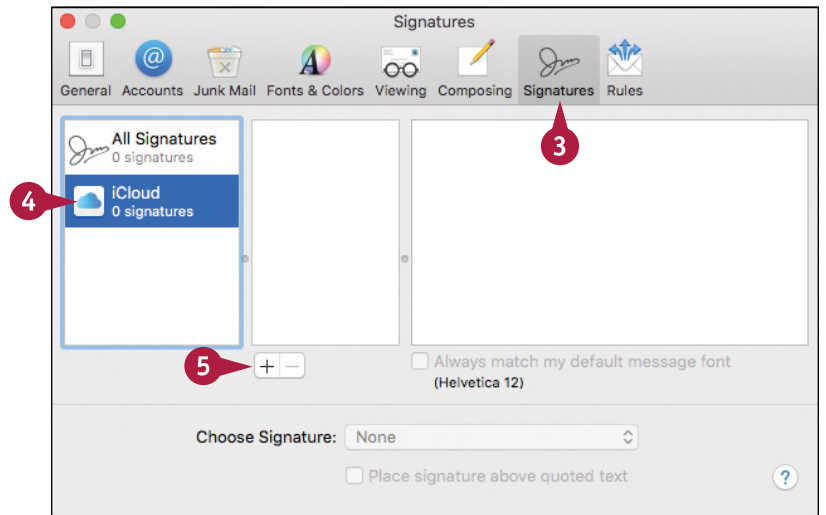 Signatures
General Accounts Junk Mail Fonts & Colors Viewing Composing Signatures Rules
3
All Signatures
0 signatures
4
iCloud
0 signatures
5
+ −
Always match my default message font
(Helvetica 12)
Choose Signature: None
Place signature above quoted text
?